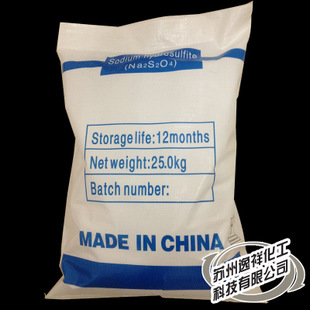 Sodium hydrosulfite
(Na2S2O4)
Storage life:12months
Net weight:25.0kg
Batch number:
MADE IN CHINA
苏州逸祥化工
科技有限公司